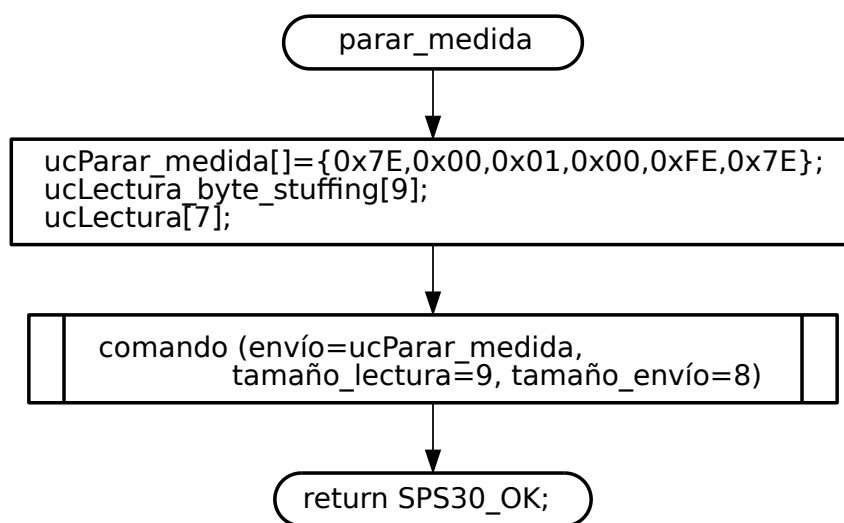 parar_medida
ucParar_medida[]={0x7E,0x00,0x01,0x00,0xFE,0x7E};
ucLectura_byte_stuffing[9];
ucLectura[7];
comando (envío=ucParar_medida,
tamaño_lectura=9, tamaño_envío=8)
return SPS30_OK;